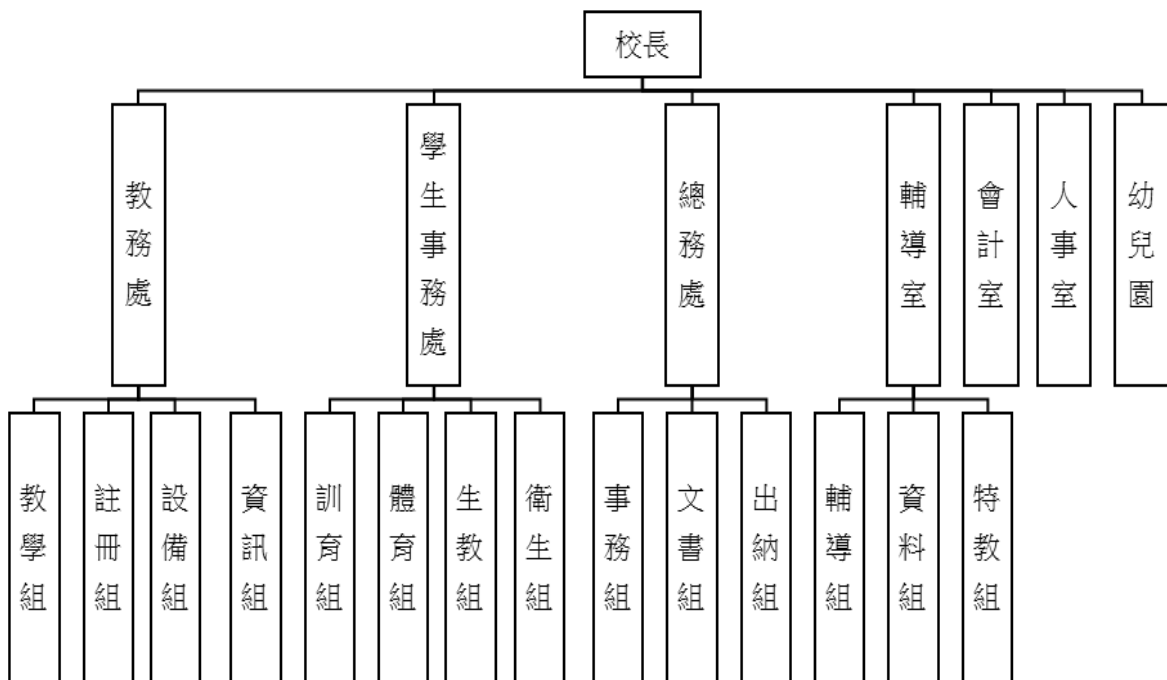 校長
教務處
學生事務處
總務處
輔導室
會計室
人事室
幼兒園
教學組
註冊組
設備組
資訊組
訓育組
體育組
生教組
衛生組
事務組
文書組
出納組
輔導組
資料組
特教組